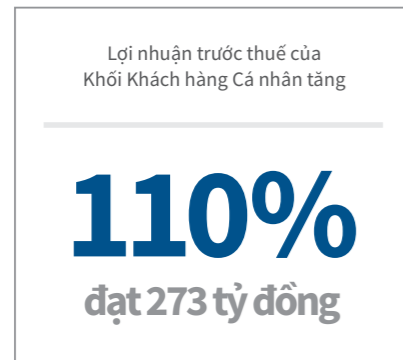 Lợi nhuận trước thuế của
Khối Khách hàng Cá nhân tăng
110%
đạt 273 tỷ đồng